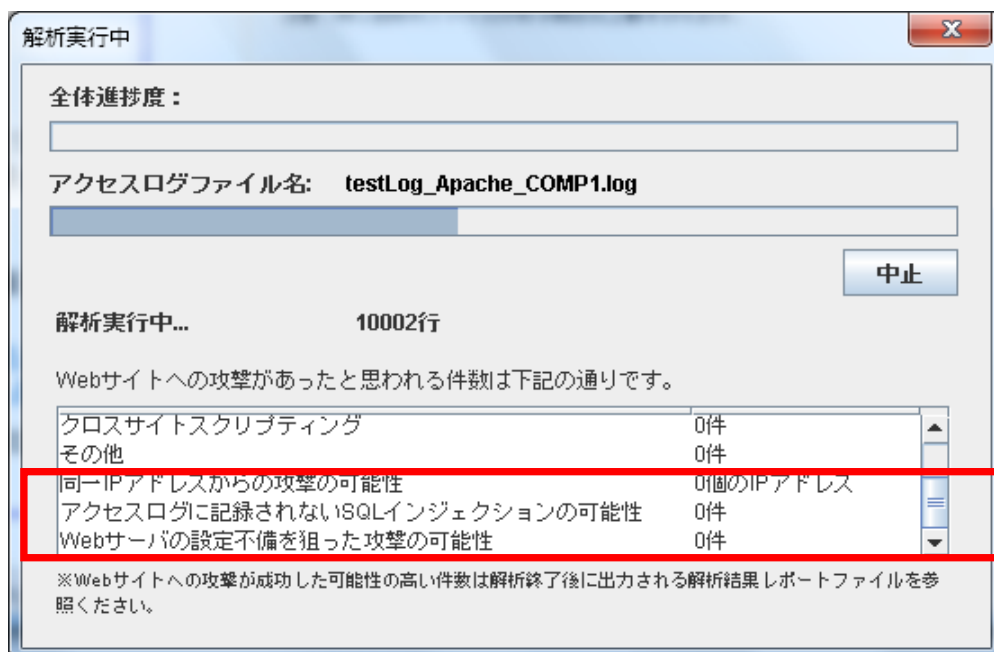 解析実行中
全体進捗度：
アクセスログファイル名: testLog_Apache_COMP1.log
中止
解析実行中... 10002行
Webサイトへの攻撃があったと思われる件数は下記の通りです。
クロスサイトスクリプティング 0件
その他 0件
同一IPアドレスからの攻撃の可能性 0個のIPアドレス
アクセスログに記録されないSQLインジェクションの可能性 0件
Webサーバの設定不備を狙った攻撃の可能性 0件
※Webサイトへの攻撃が成功した可能性の高い件数は解析終了後に出力される解析結果レポートファイルを参
照ください。